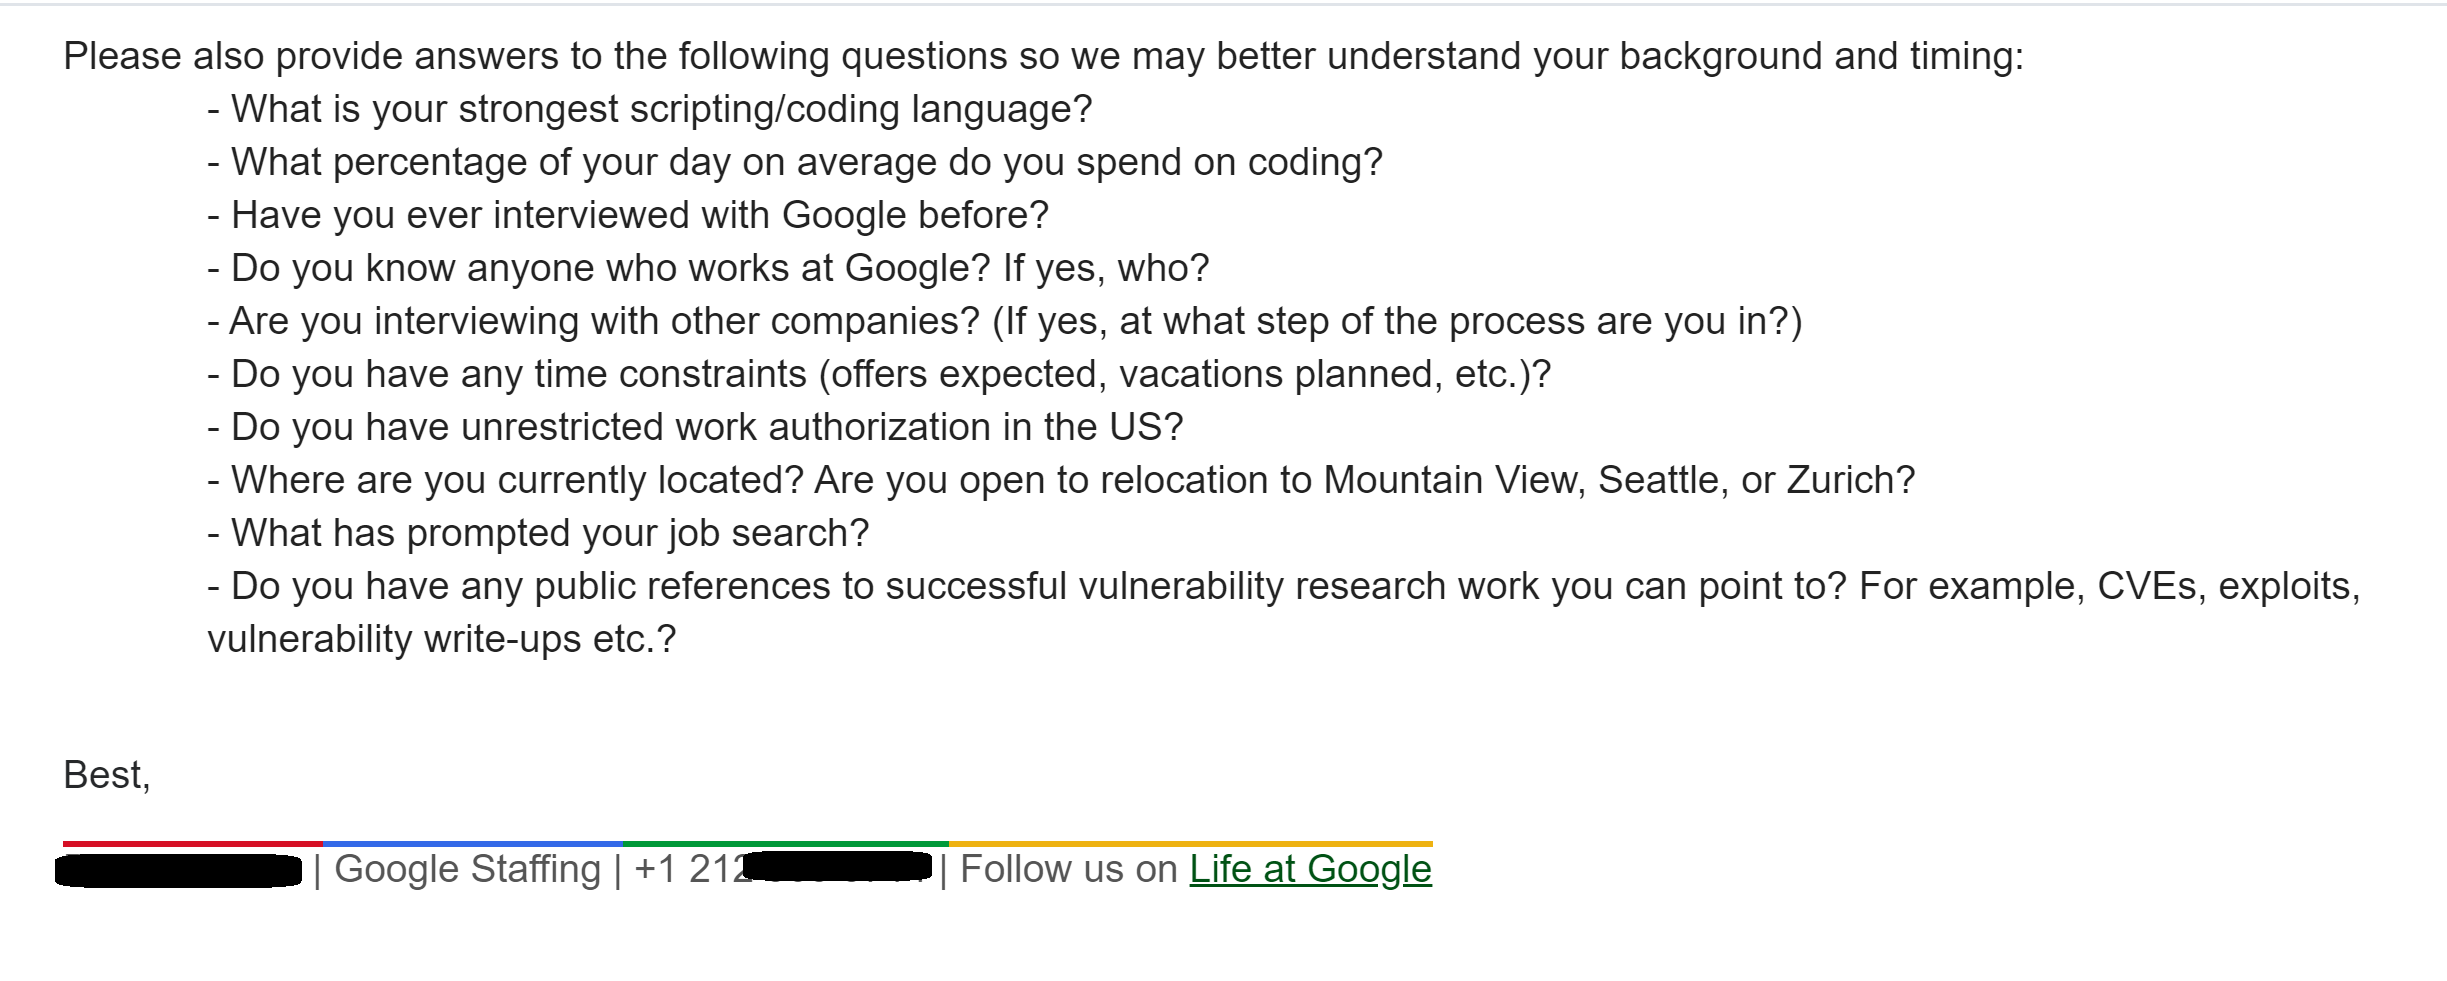 Please also provide answers to the following questions so we may better understand your background and timing:
- What is your strongest scripting/coding language?
- What percentage of your day on average do you spend on coding?
- Have you ever interviewed with Google before?
- Do you know anyone who works at Google? If yes, who?
- Are you interviewing with other companies? (If yes, at what step of the process are you in?)
- Do you have any time constraints (offers expected, vacations planned, etc.)?
- Do you have unrestricted work authorization in the US?
- Where are you currently located? Are you open to relocation to Mountain View, Seattle, or Zurich?
- What has prompted your job search?
- Do you have any public references to successful vulnerability research work you can point to? For example, CVEs, exploits,
vulnerability write-ups etc.?
Best,
| Google Staffing | +1 212 | Follow us on Life at Google